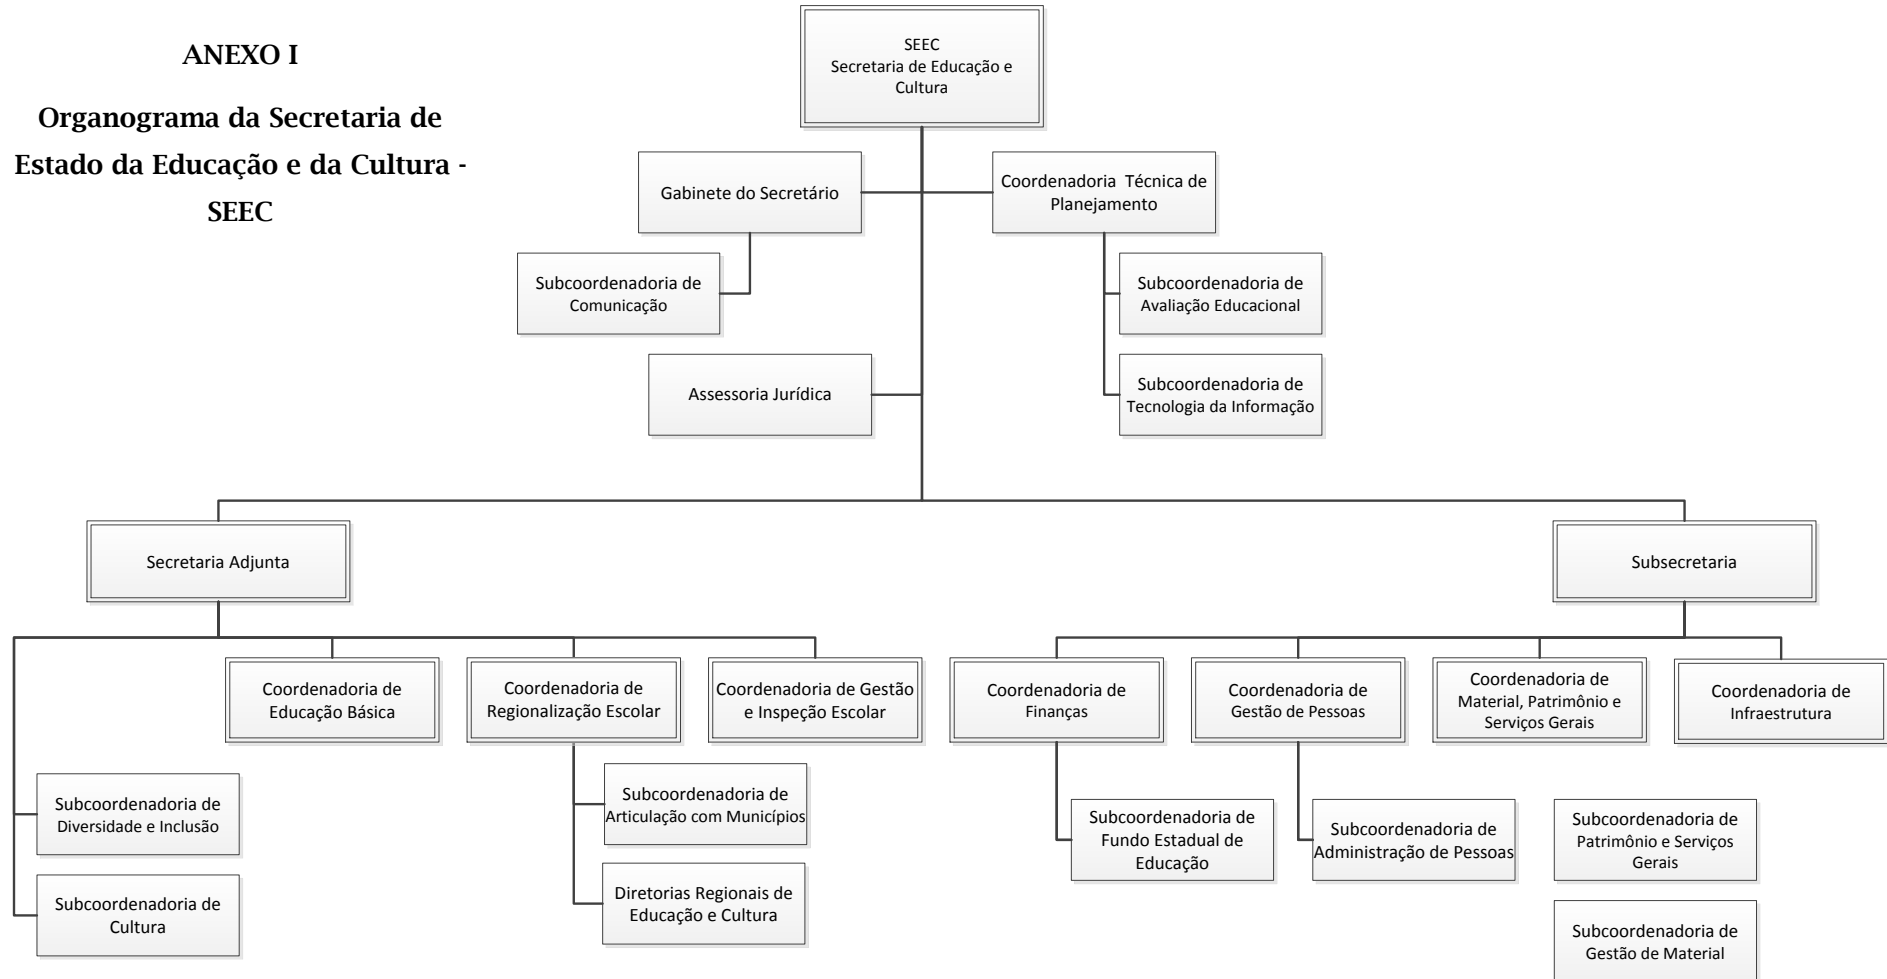 ANEXO I
Organograma da Secretaria de
Estado da Educação e da Cultura -
SEEC
SEEC
Secretaria de Educação e
Cultura
Gabinete do Secretário
Coordenadoria Técnica de
Planejamento
Subcoordenadoria de
Comunicação
Subcoordenadoria de
Avaliação Educacional
Assessoria Jurídica
Subcoordenadoria de
Tecnologia da Informação
Secretaria Adjunta
Subsecretaria
Coordenadoria de
Educação Básica
Coordenadoria de
Regionalização Escolar
Coordenadoria de Gestão
e Inspeção Escolar
Coordenadoria de
Finanças
Coordenadoria de
Gestão de Pessoas
Coordenadoria de
Material, Patrimônio e
Serviços Gerais
Coordenadoria de
Infraestrutura
Subcoordenadoria de
Diversidade e Inclusão
Subcoordenadoria de
Articulação com Municípios
Subcoordenadoria de
Fundo Estadual de
Educação
Subcoordenadoria de
Administração de Pessoas
Subcoordenadoria de
Patrimônio e Serviços
Gerais
Subcoordenadoria de
Cultura
Diretorias Regionais de
Educação e Cultura
Subcoordenadoria de
Gestão de Material